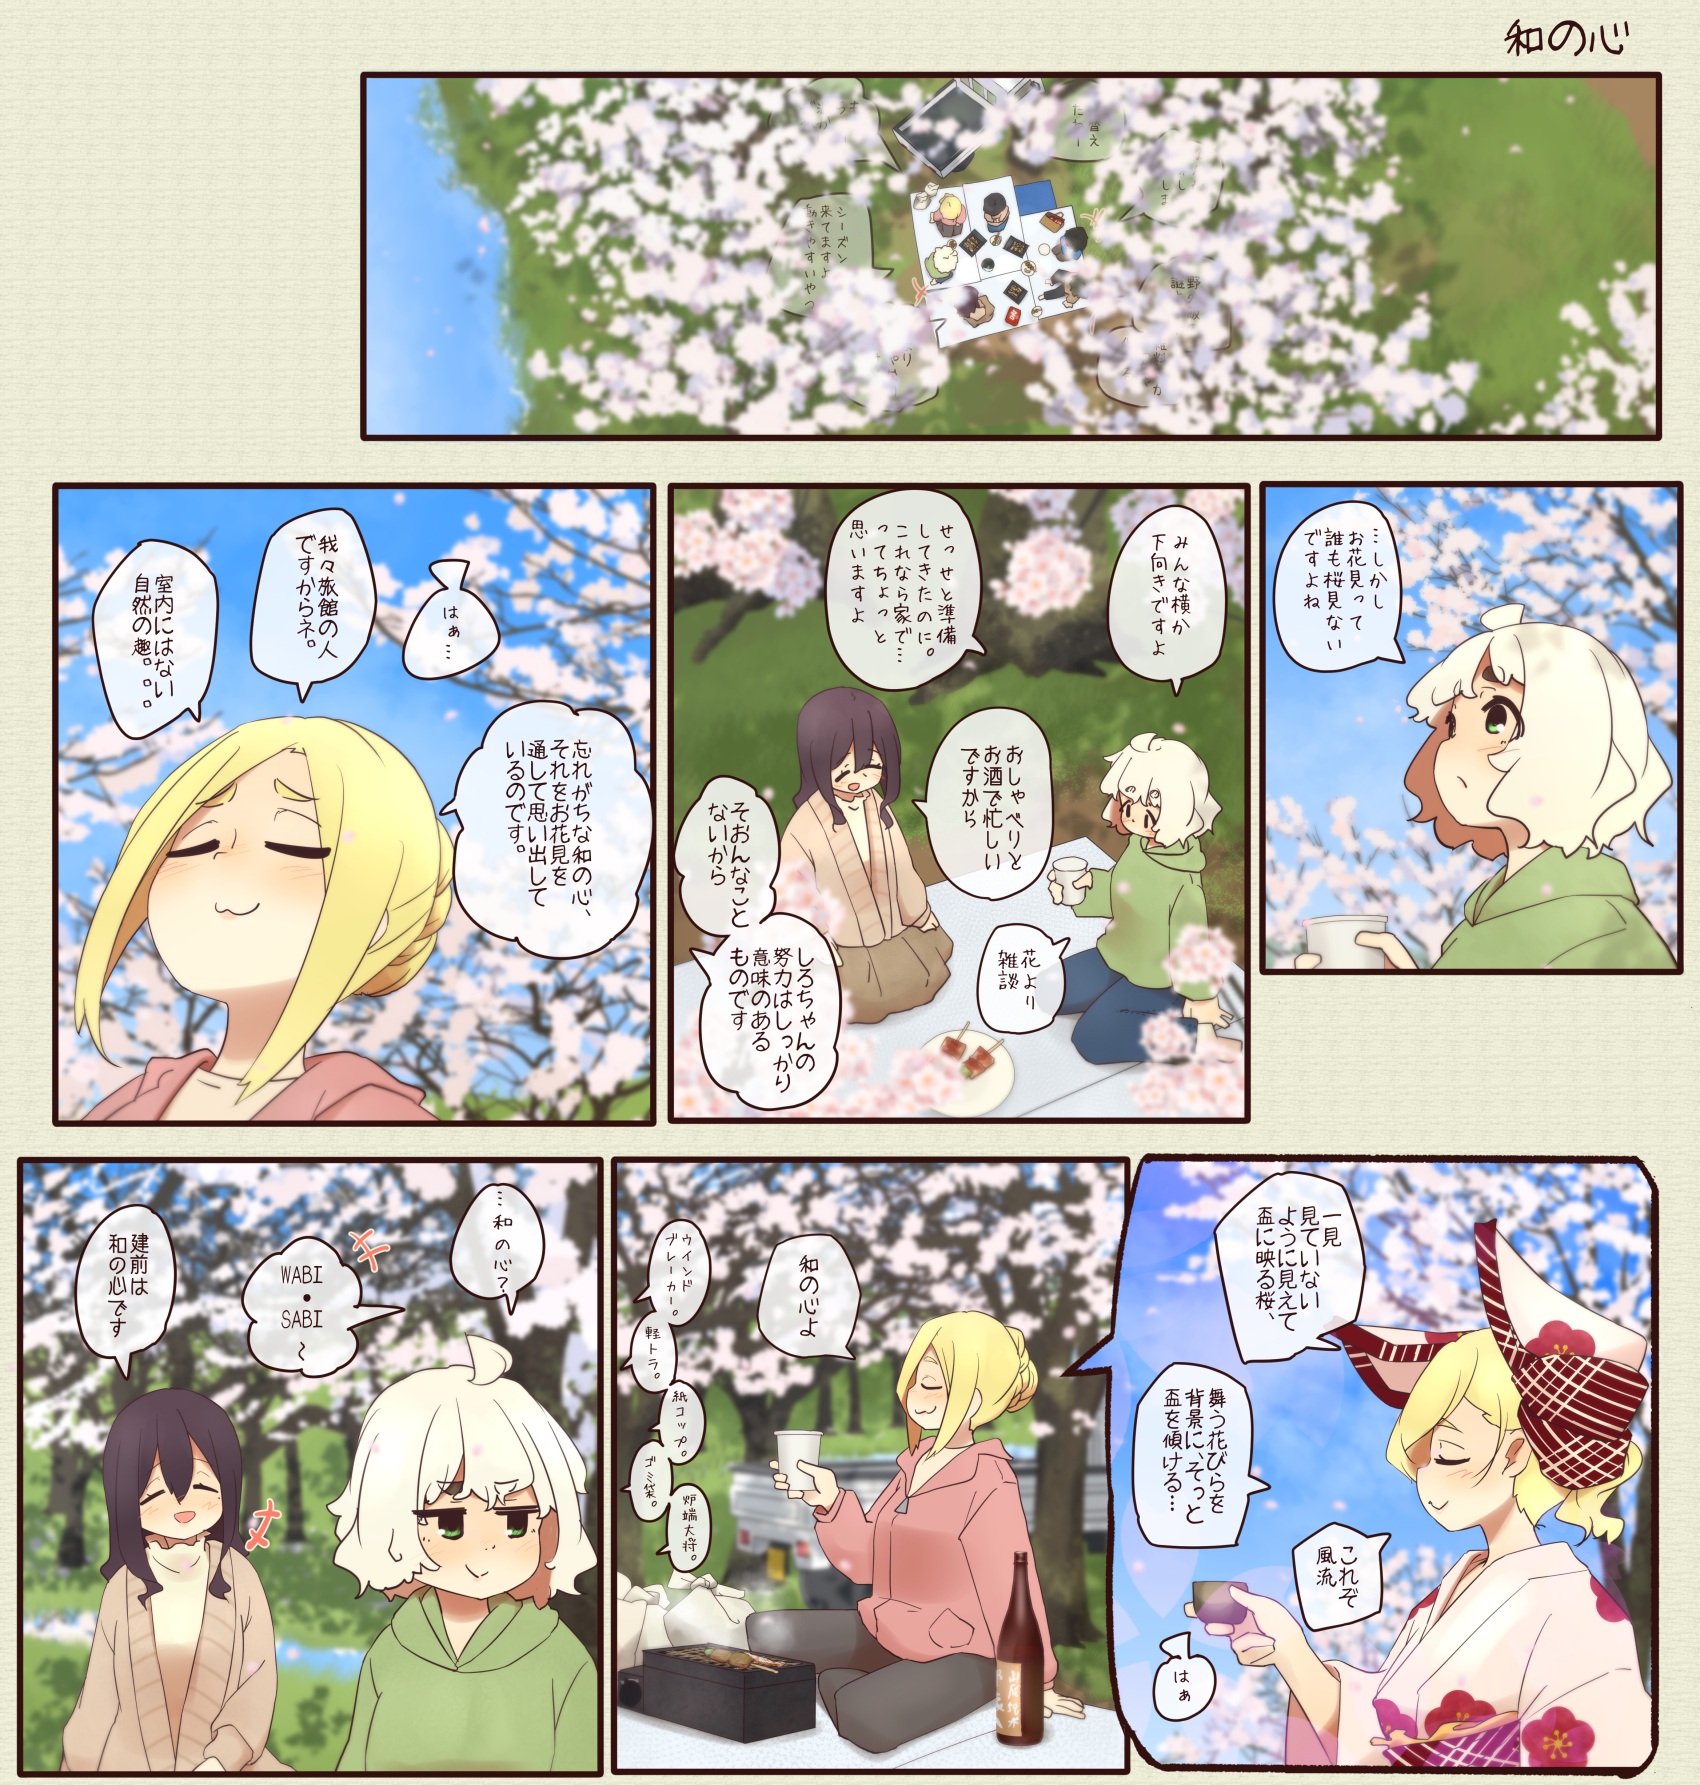 和の心
替え
シーズン
来てますよ
…しかし
お花見って
誰も桜見ない
ですよね
みんな横か
下向きですよ
せっせと準備
してきたのに。
これなら家で…
ってちょっと
思いますよ
おしゃべりと
お酒で忙しい
ですから
花より
雑談
そおんなこと
ないから
しろちゃんの
努力はしっかり
意味のある
ものです
はぁ…
我々旅館の人
ですからネ。
室内にはない
自然の趣。。。
忘れがちな和の心、
それをお花見を
通して思い出して
いるのです。
一見
見ていない
ように見えて
盃に映る桜、
舞う花びらを
背景に、そっと
盃を傾ける…
これぞ
風流
はぁ
和の心よ
ウインド
ブレーカー。
軽トラ。
紙コップ。
ゴミ袋。
炉端大将。
…和の心？
WABI
・
SABI
～
建前は
和の心です